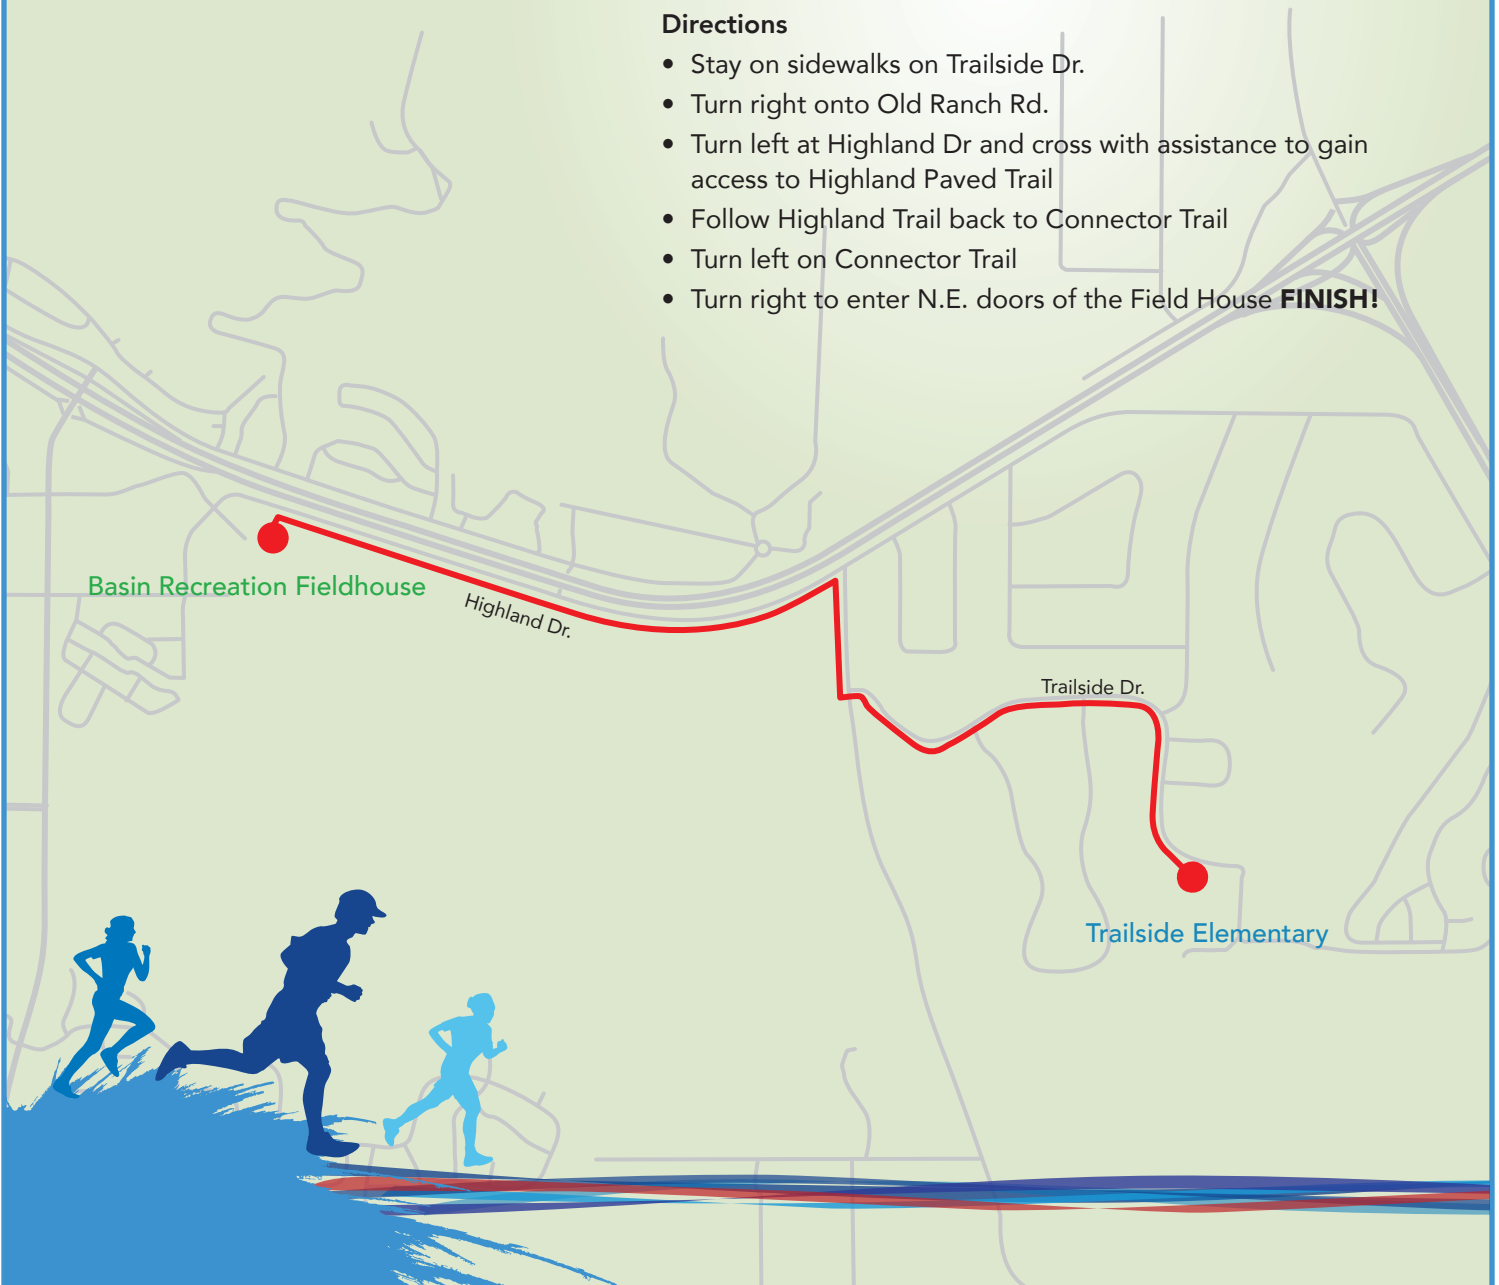 Directions
• Stay on sidewalks on Trailside Dr.
• Turn right onto Old Ranch Rd.
• Turn left at Highland Dr and cross with assistance to gain
access to Highland Paved Trail
• Follow Highland Trail back to Connector Trail
• Turn left on Connector Trail
• Turn right to enter N.E. doors of the Field House FINISH!
Basin Recreation Fieldhouse
Highland Dr.
Trailside Dr.
Trailside Elementary